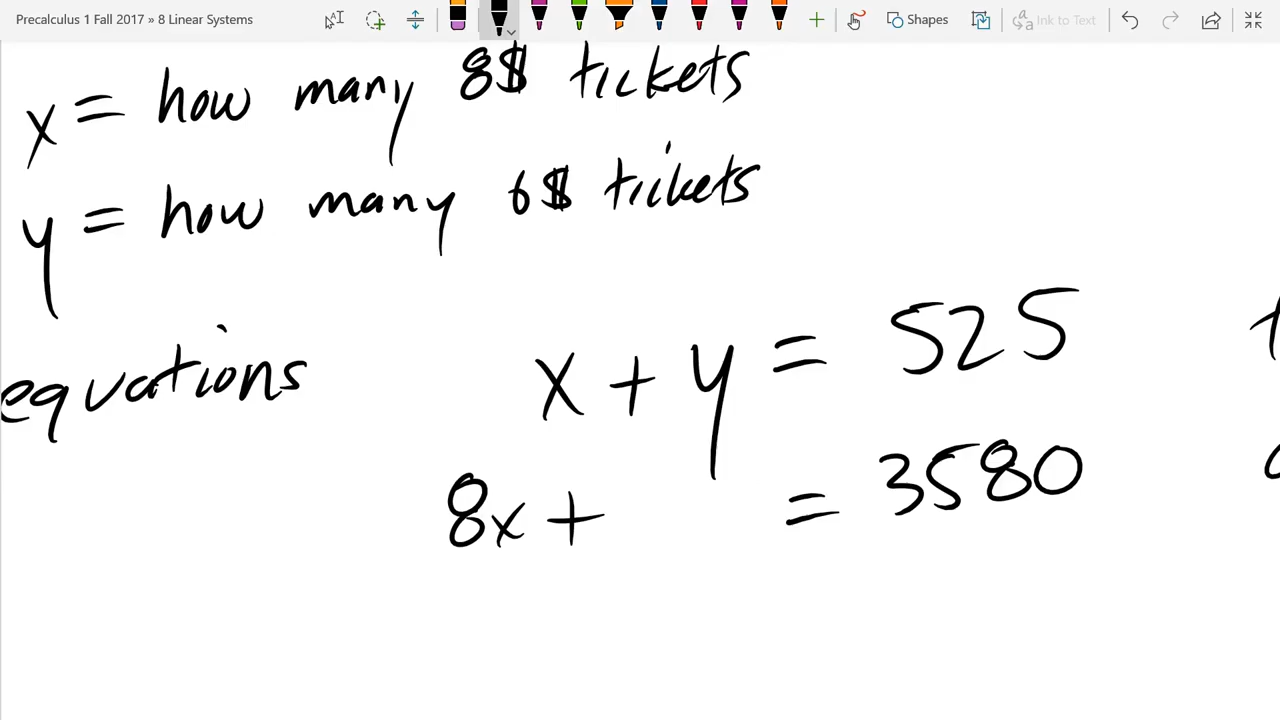 Precalculus 1 Fall 2017 » 8 Linear Systems
Shapes
Ink to Text
x = how many 8$ tickets
y = how many 6$ tickets
equations
x + y = 525
8x + = 3580